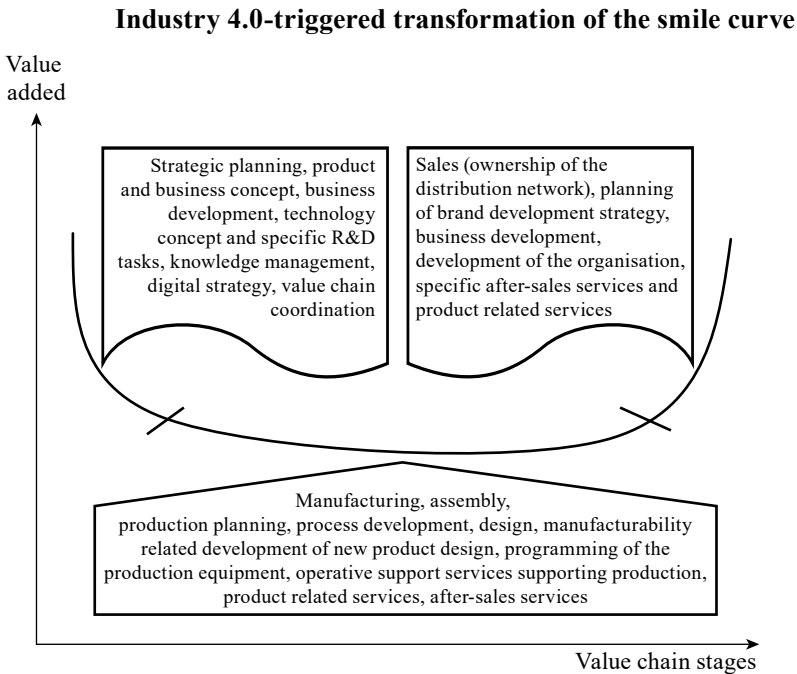 Industry 4.0-triggered transformation of the smile curve
Value
added
Strategic planning, product
and business concept, business
development, technology
concept and specific R&D
tasks, knowledge management,
digital strategy, value chain
coordination
Sales (ownership of the
distribution network), planning
of brand development strategy,
business development,
development of the organisation,
specific after-sales services and
product related services
Manufacturing, assembly,
production planning, process development, design, manufacturability
related development of new product design, programming of the
production equipment, operative support services supporting production,
product related services, after-sales services
Value chain stages